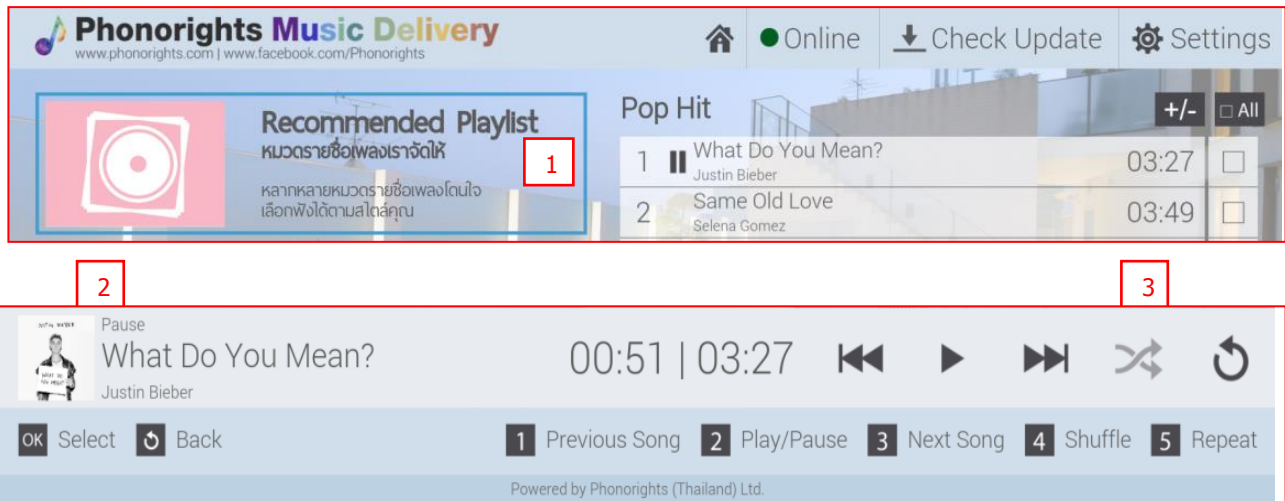 Phonorights Music Delivery
www.phonorights.com | www.facebook.com/Phonorights
Online
Check Update
Settings
Recommended Playlist
หมวดรายชื่อเพลงเราจัดให้
หลากหลายหมวดรายชื่อเพลงโดนใจ
เลือกฟังได้ตามสไตล์คุณ
1
Pop Hit
+/-
All
1 What Do You Mean? 03:27
Justin Bieber
2 Same Old Love 03:49
Selena Gomez
2
3
Pause
What Do You Mean?
Justin Bieber
00:51 | 03:27
OK Select Back
1 Previous Song 2 Play/Pause 3 Next Song 4 Shuffle 5 Repeat
Powered by Phonorights (Thailand) Ltd.